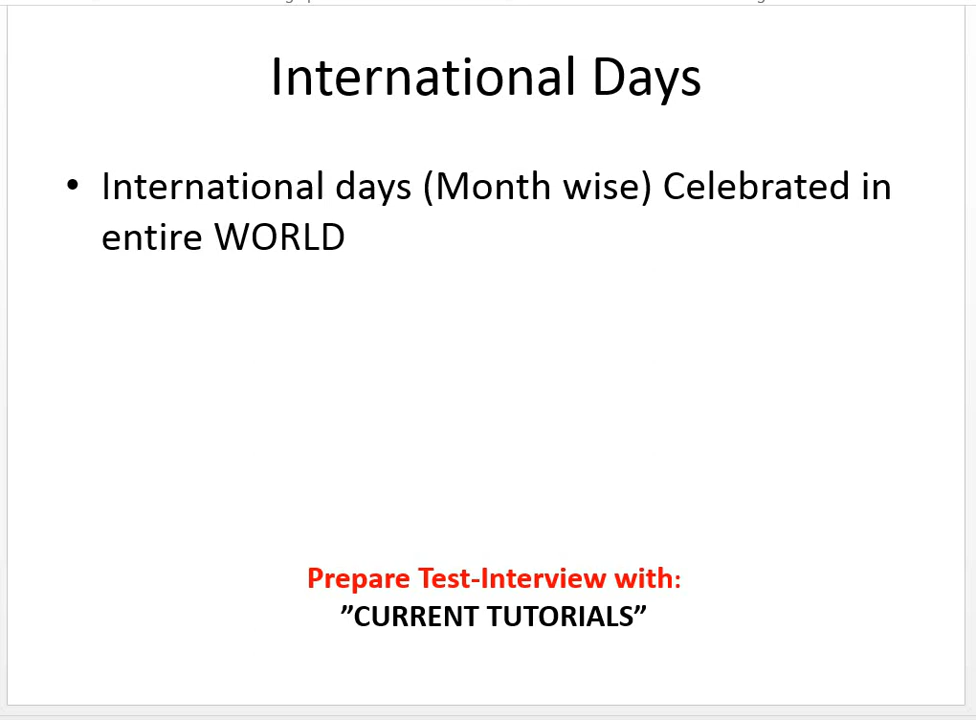 International Days
• International days (Month wise) Celebrated in
entire WORLD
Prepare Test-Interview with:
”CURRENT TUTORIALS”